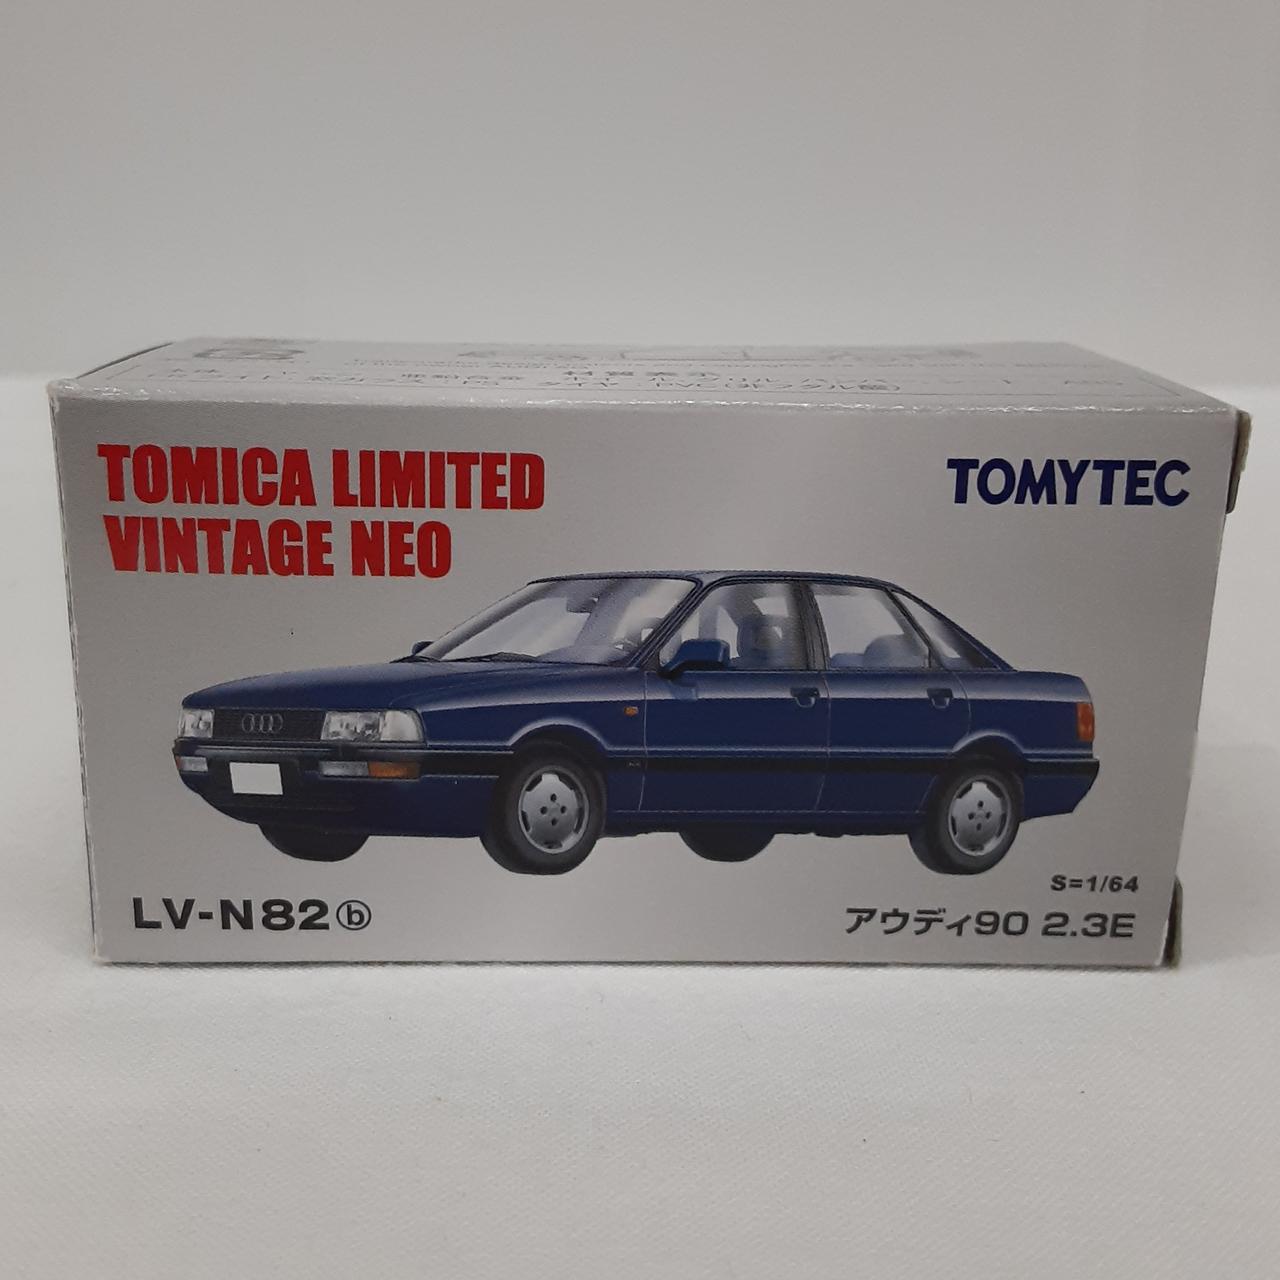 TOMICA LIMITED
VINTAGE NEO
TOMYTEC
S=1/64
LV-N82ⓑ
アウディ90 2.3E